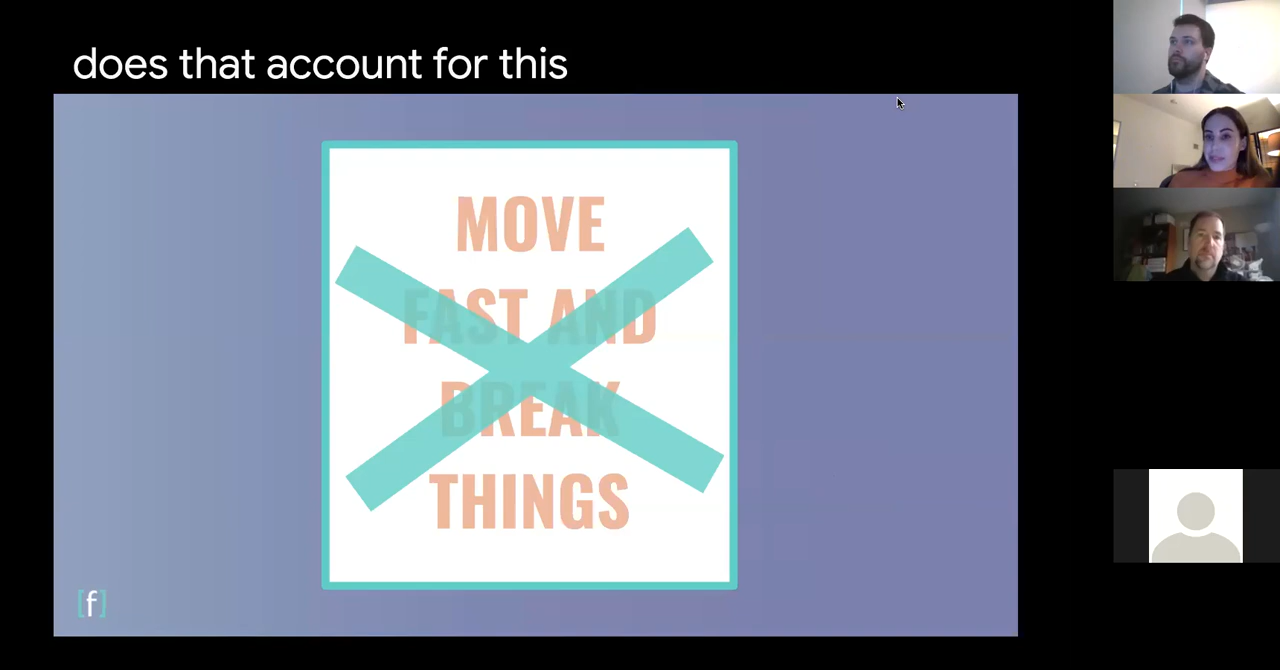 does that account for this
MOVE
FAST AND
BREAK
THINGS
[f]